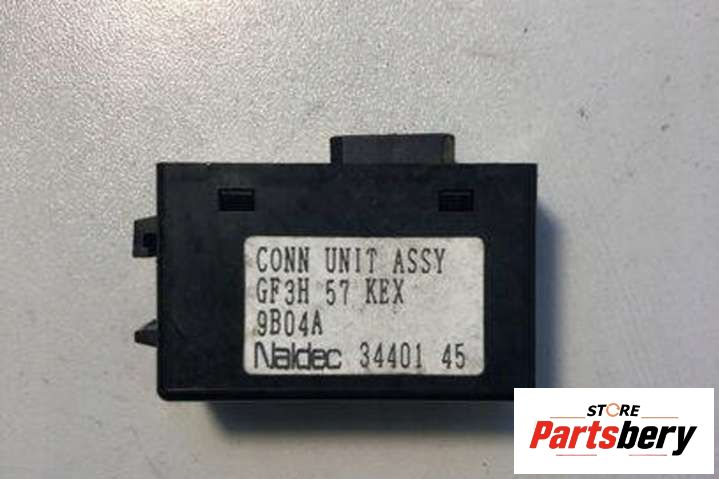 CONN UNIT ASSY
GF3H 57 KEX
9B04A
Naldec 34401 45
STORE
Partsbery